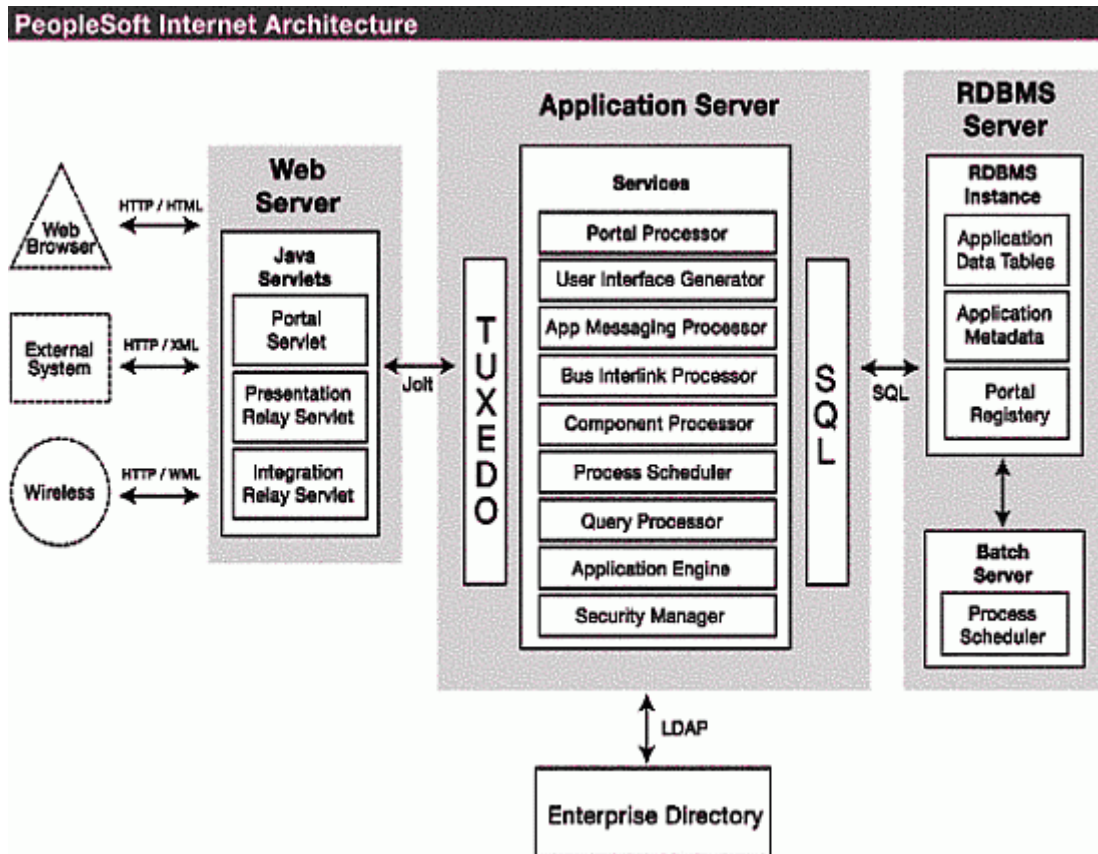 PeopleSoft Internet Architecture
Web
Browser
HTTP / HTML
External
System
HTTP / XML
Wireless
HTTP / WML
Web
Server
Java
Servlets
Portal
Servlet
Presentation
Relay Servlet
Integration
Relay Servlet
Jolt
Application Server
TUXEDO
Services
Portal Processor
User Interface Generator
App Messaging Processor
Bus Interlink Processor
Component Processor
Process Scheduler
Query Processor
Application Engine
Security Manager
SQL
SQL
RDBMS
Server
RDBMS
Instance
Application
Data Tables
Application
Metadata
Portal
Registery
Batch
Server
Process
Scheduler
LDAP
Enterprise Directory